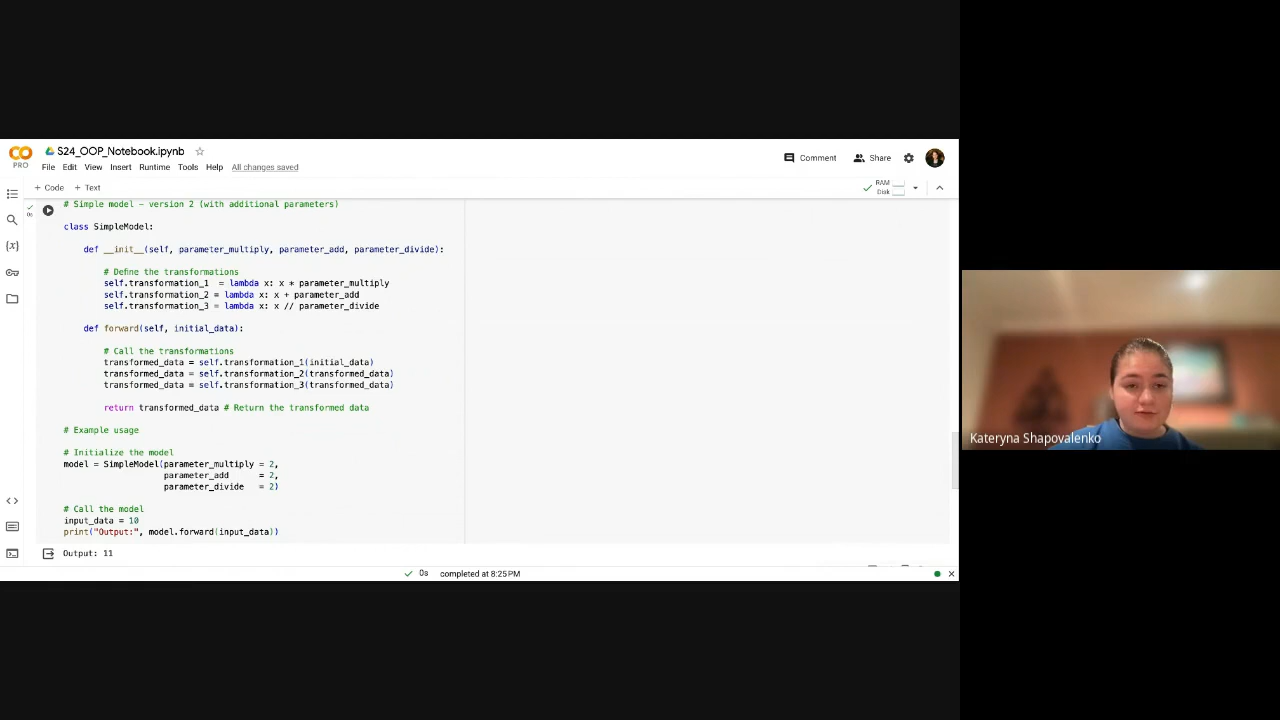 S24_OOP_Notebook.ipynb
PRO
File Edit View Insert Runtime Tools Help All changes saved
Comment
Share
+ Code + Text
RAM
Disk
0s
# Simple model - version 2 (with additional parameters)
class SimpleModel:
def __init__(self, parameter_multiply, parameter_add, parameter_divide):
# Define the transformations
self.transformation_1 = lambda x: x * parameter_multiply
self.transformation_2 = lambda x: x + parameter_add
self.transformation_3 = lambda x: x // parameter_divide
def forward(self, initial_data):
# Call the transformations
transformed_data = self.transformation_1(initial_data)
transformed_data = self.transformation_2(transformed_data)
transformed_data = self.transformation_3(transformed_data)
return transformed_data # Return the transformed data
# Example usage
# Initialize the model
model = SimpleModel(parameter_multiply = 2,
parameter_add = 2,
parameter_divide = 2)
# Call the model
input_data = 10
print("Output:", model.forward(input_data))
Output: 11
0s completed at 8:25 PM
Kateryna Shapovalenko